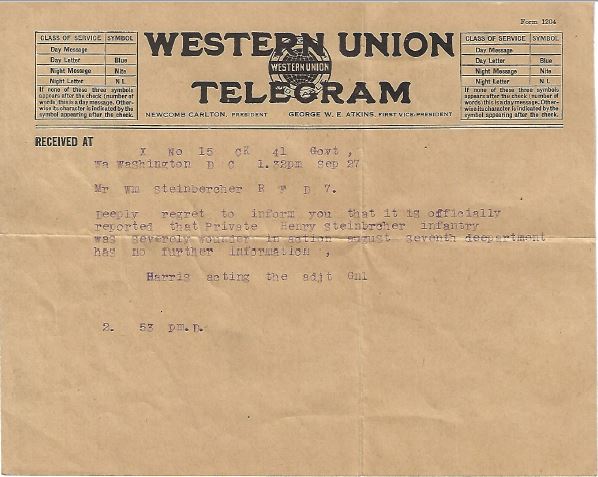 Form 1204
CLASS OF SERVICE SYMBOL
Day Message
Day Letter Blue
Night Message Nite
Night Letter N L
If none of these three symbols
appears after the check (number of
words) this is a day message. Other-
wise its character is indicated by the
symbol appearing after the check.
WESTERN UNION
WESTERN UNION
TELEGRAM
NEWCOMB CARLTON, PRESIDENT GEORGE W. E. ATKINS, FIRST VICE-PRESIDENT
CLASS OF SERVICE SYMBOL
Day Message
Day Letter Blue
Night Message Nite
Night Letter N L
If none of these three symbols
appears after the check (number of
words) this is a day message. Other-
wise its character is indicated by the
symbol appearing after the check.
RECEIVED AT
X No 15 CK 41 Govt,
Wa Washington D C 1.32pm Sep 27
Mr Wm Steinbercher R F D 7.
Deeply regret to inform you that it is officially
reported that Private Henry Steinbrcher infantry
was severely wounder in action august seventh deepartment
has no further information ,
Harris acting the adjt Gnl
2. 53 pm.D.